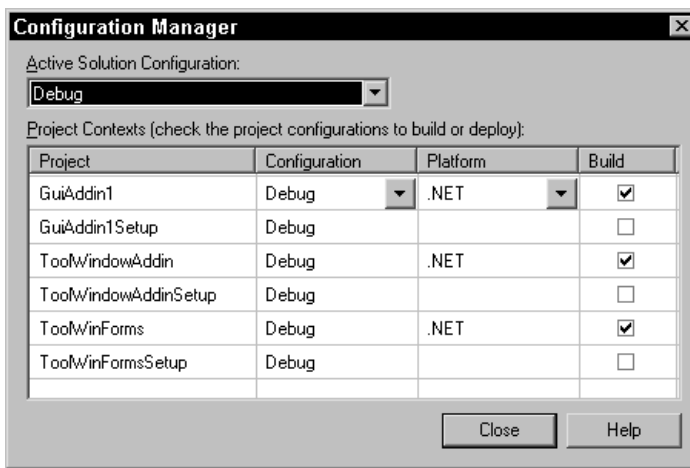 Configuration Manager
Active Solution Configuration:
Debug
Project Contexts (check the project configurations to build or deploy):
Project Configuration Platform Build
GuiAddin1 Debug .NET
GuiAddin1Setup Debug
ToolWindowAddin Debug .NET
ToolWindowAddinSetup Debug
ToolWinForms Debug .NET
ToolWinFormsSetup Debug
Close Help